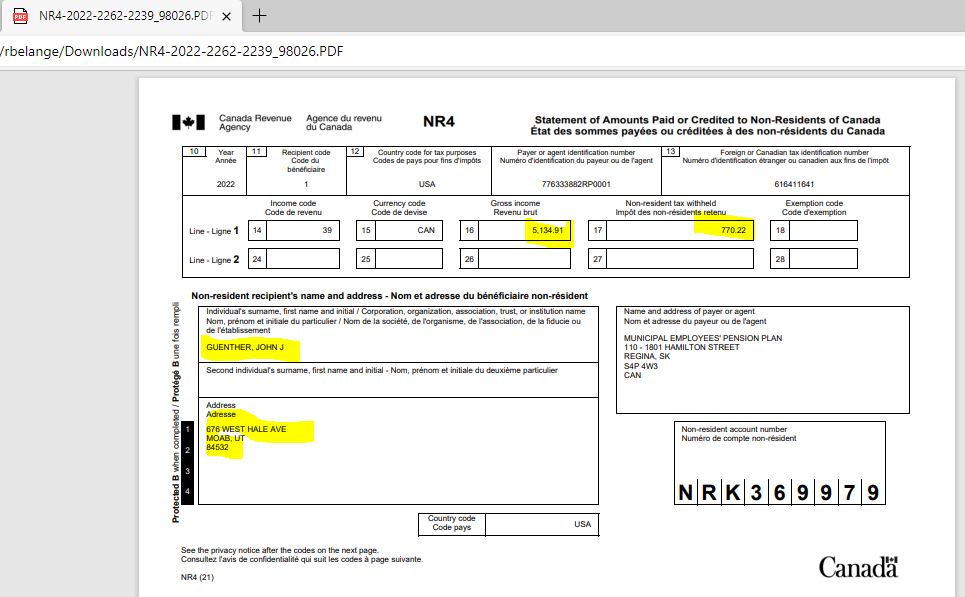 NR4-2022-2262-2239_98026.PDF
/rbelange/Downloads/NR4-2022-2262-2239_98026.PDF
Canada Revenue Agency
Agence du revenu du Canada
NR4
Statement of Amounts Paid or Credited to Non-Residents of Canada
État des sommes payées ou créditées à des non-résidents du Canada
10 Year
Année
2022
11 Recipient code
Code du
bénéficiaire
1
12 Country code for tax purposes
Codes de pays pour fins d'impôts
USA
Payer or agent identification number
Numéro d'identification du payeur ou de l'agent
776333882RP0001
13 Foreign or Canadian tax identification number
Numéro d'identification étranger ou canadien aux fins de l'impôt
616411641
Income code
Code de revenu
Currency code
Code de devise
Gross income
Revenu brut
Non-resident tax withheld
Impôt des non-résidents retenu
Exemption code
Code d'exemption
Line - Ligne 1 14 39 15 CAN 16 5,134.91 17 770.22 18
Line - Ligne 2 24 25 26 27 28
Non-resident recipient's name and address - Nom et adresse du bénéficiaire non-résident
Individual's surname, first name and initial / Corporation, organization, association, trust, or institution name
Nom, prénom et initiale du particulier / Nom de la société, de l'organisme, de l'association, de la fiducie ou
de l'établissement
GUENTHER, JOHN J
Second individual's surname, first name and initial - Nom, prénom et initiale du deuxième particulier
Address
Adresse
1 676 WEST HALE AVE
MOAB, UT
2 84532
3
4
Protected B when completed / Protégé B une fois rempli
Country code
Code pays
USA
Name and address of payer or agent
Nom et adresse du payeur ou de l'agent
MUNICIPAL EMPLOYEES' PENSION PLAN
110 - 1801 HAMILTON STREET
REGINA, SK
S4P 4W3
CAN
Non-resident account number
Numéro de compte non-résident
NRK369979
See the privacy notice after the codes on the next page.
Consultez l'avis de confidentialité qui suit les codes à page suivante.
NR4 (21)
Canada